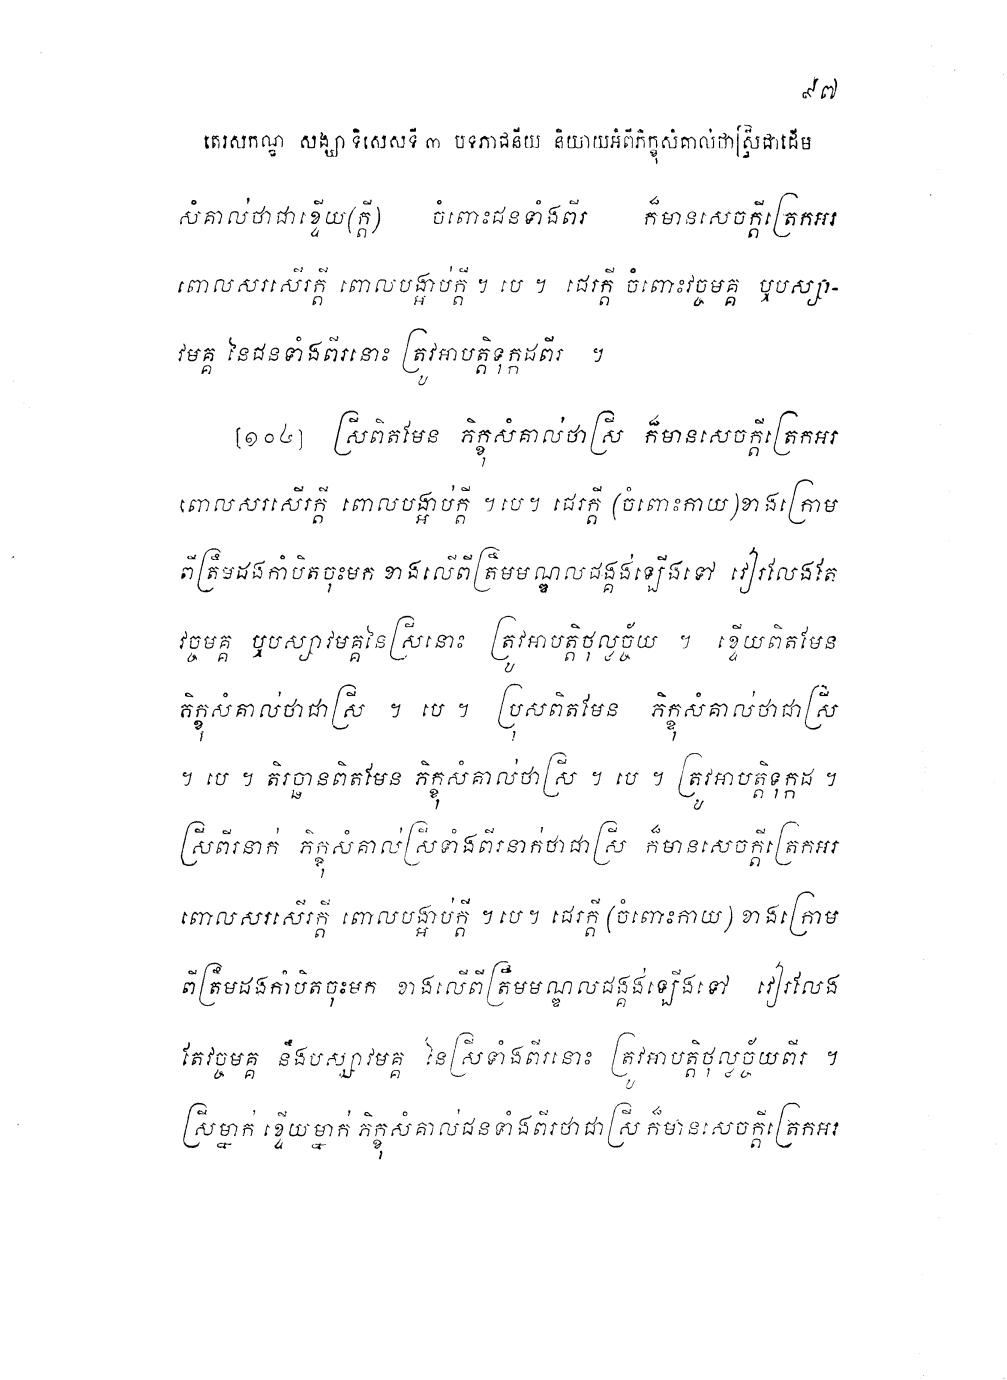 ៩៧
តេរសកណ្ឌ សង្ឃាទិសេសទី ៣ បទភាជនីយ និយាយអំពីភិក្ខុសំគាល់ថាស្រ្តីជាដើម
សំគាល់ថាជាខ្ទើយ(ក្តី) ចំពោះជនទាំងពីរ ក៏មានសេចក្តីត្រេកអរ
ពោលសរសើរក្តី ពោលបង្អាប់ក្តី ។ បេ ។ ជេរក្តី ចំពោះវច្ចមគ្គ ឬបស្សា-
វមគ្គ នៃជនទាំងពីរនោះ ត្រូវអាបត្តិទុក្កដពីរ ។
[១០៤] ស្រីពិតមែន ភិក្ខុសំគាល់ថាស្រី ក៏មានសេចក្តីត្រេកអរ
ពោលសរសើរក្តី ពោលបង្អាប់ក្តី ។ បេ ។ ជេរក្តី (ចំពោះកាយ) ខាងក្រោម
ពីត្រឹមដងកាំបិតចុះមក ខាងលើពីត្រឹមមណ្ឌលជង្គង់ឡើងទៅ វៀរលែងតែ
វច្ចមគ្គ ឬបស្សាវមគ្គនៃស្រីនោះ ត្រូវអាបត្តិថុល្លច្ច័យ ។ ខ្ទើយពិតមែន
ភិក្ខុសំគាល់ថាជាស្រី ។ បេ ។ ប្រុសពិតមែន ភិក្ខុសំគាល់ថាជាស្រី
។ បេ ។ តិរច្ឆានពិតមែន ភិក្ខុសំគាល់ថាស្រី ។ បេ ។ ត្រូវអាបត្តិទុក្កដ ។
ស្រីពីរនាក់ ភិក្ខុសំគាល់ស្រីទាំងពីរនាក់ថាជាស្រី ក៏មានសេចក្តីត្រេកអរ
ពោលសរសើរក្តី ពោលបង្អាប់ក្តី ។ បេ ។ ជេរក្តី (ចំពោះកាយ) ខាងក្រោម
ពីត្រឹមដងកាំបិតចុះមក ខាងលើពីត្រឹមមណ្ឌលជង្គង់ឡើងទៅ វៀរលែង
តែវច្ចមគ្គ នឹងបស្សាវមគ្គ នៃស្រីទាំងពីរនោះ ត្រូវអាបត្តិថុល្លច្ច័យពីរ ។
ស្រីម្នាក់ ខ្ទើយម្នាក់ ភិក្ខុសំគាល់ជនទាំងពីរថាជាស្រី ក៏មានសេចក្តីត្រេកអរ